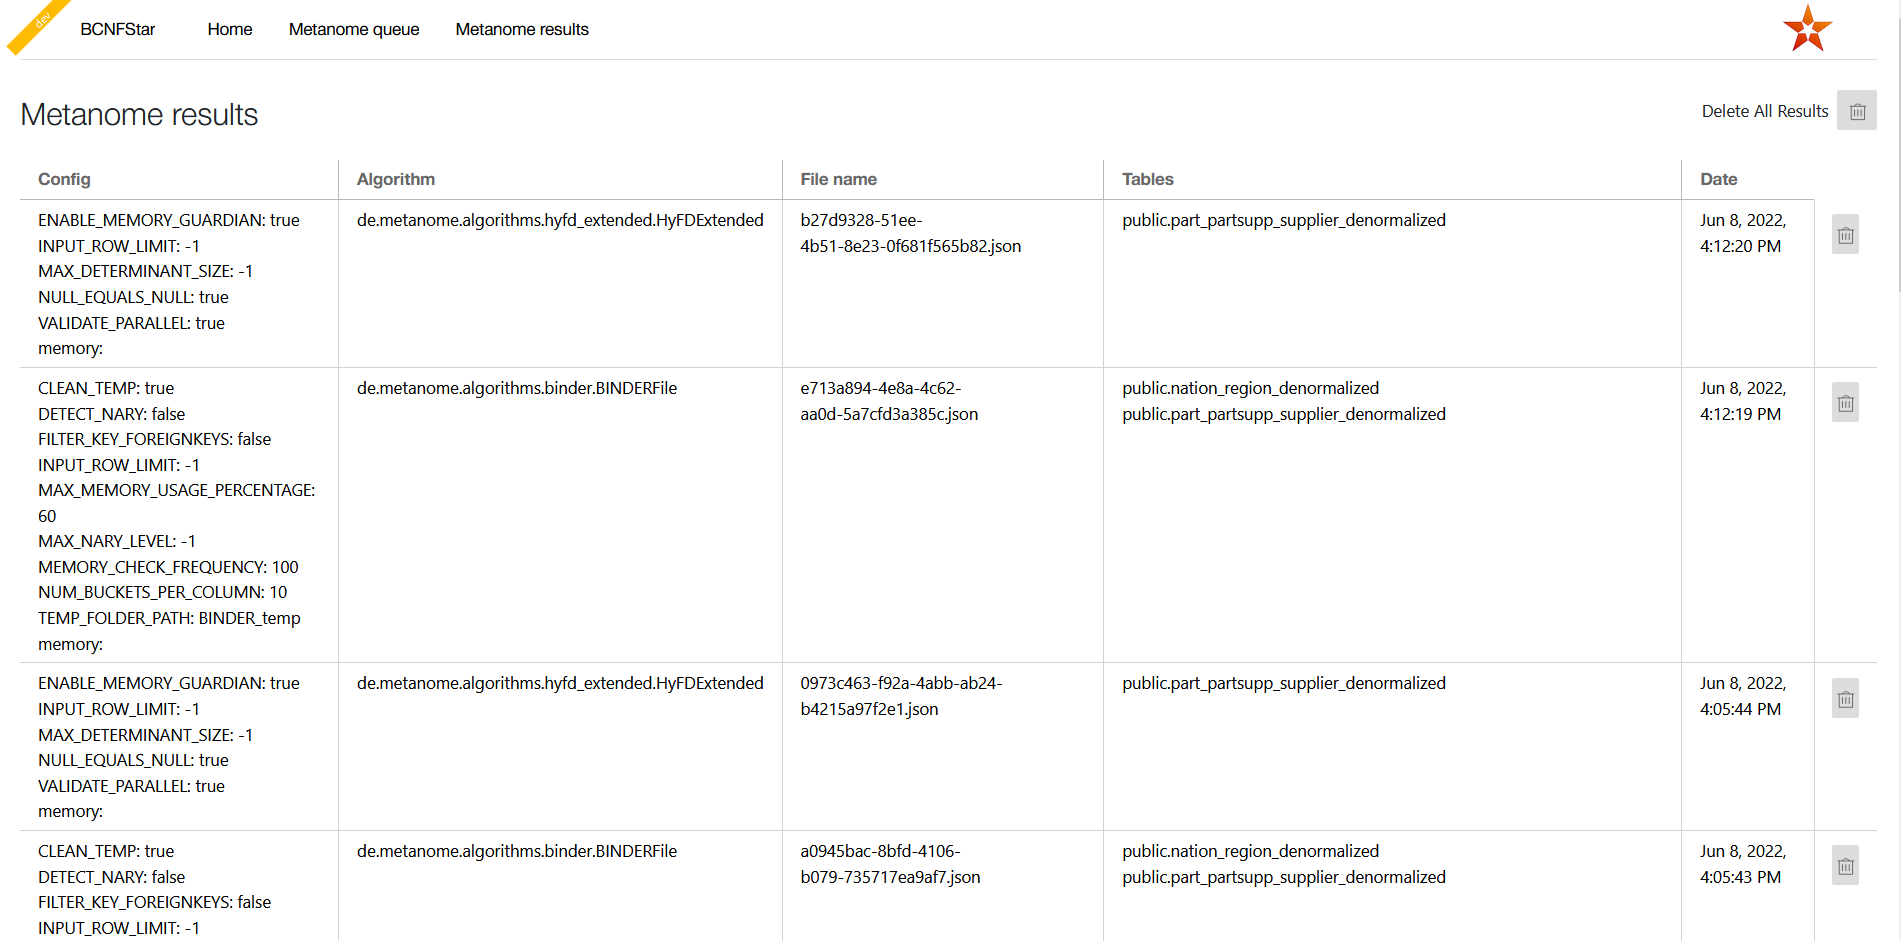 dev
BCNFStar Home Metanome queue Metanome results
Metanome results
Delete All Results
Config Algorithm File name Tables Date
ENABLE_MEMORY_GUARDIAN: true
INPUT_ROW_LIMIT: -1
MAX_DETERMINANT_SIZE: -1
NULL_EQUALS_NULL: true
VALIDATE_PARALLEL: true
memory:
de.metanome.algorithms.hyfd_extended.HyFDExtended
b27d9328-51ee-
4b51-8e23-0f681f565b82.json
public.part_partsupp_supplier_denormalized
Jun 8, 2022,
4:12:20 PM
CLEAN_TEMP: true
DETECT_NARY: false
FILTER_KEY_FOREIGNKEYS: false
INPUT_ROW_LIMIT: -1
MAX_MEMORY_USAGE_PERCENTAGE:
60
MAX_NARY_LEVEL: -1
MEMORY_CHECK_FREQUENCY: 100
NUM_BUCKETS_PER_COLUMN: 10
TEMP_FOLDER_PATH: BINDER_temp
memory:
de.metanome.algorithms.binder.BINDERFile
e713a894-4e8a-4c62-
aa0d-5a7cfd3a385c.json
public.nation_region_denormalized
public.part_partsupp_supplier_denormalized
Jun 8, 2022,
4:12:19 PM
ENABLE_MEMORY_GUARDIAN: true
INPUT_ROW_LIMIT: -1
MAX_DETERMINANT_SIZE: -1
NULL_EQUALS_NULL: true
VALIDATE_PARALLEL: true
memory:
de.metanome.algorithms.hyfd_extended.HyFDExtended
0973c463-f92a-4abb-ab24-
b4215a97f2e1.json
public.part_partsupp_supplier_denormalized
Jun 8, 2022,
4:05:44 PM
CLEAN_TEMP: true
DETECT_NARY: false
FILTER_KEY_FOREIGNKEYS: false
INPUT_ROW_LIMIT: -1
de.metanome.algorithms.binder.BINDERFile
a0945bac-8bfd-4106-
b079-735717ea9af7.json
public.nation_region_denormalized
public.part_partsupp_supplier_denormalized
Jun 8, 2022,
4:05:43 PM